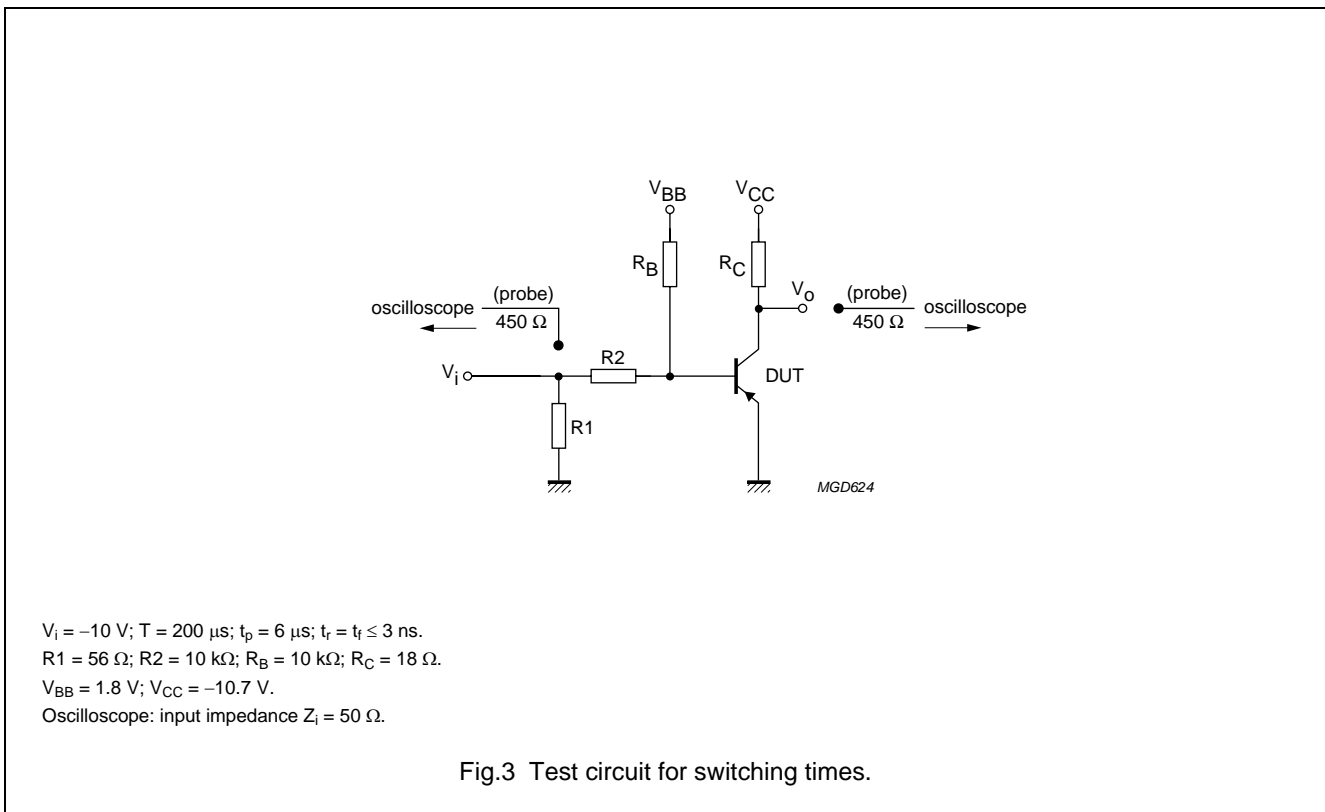 V_BB
V_CC
R_B
R_C
V_o
(probe)
oscilloscope
450 Ω
(probe)
oscilloscope
450 Ω
R2
V_i
DUT
R1
MGD624
V_i = −10 V; T = 200 μs; t_p = 6 μs; t_r = t_f ≤ 3 ns.
R1 = 56 Ω; R2 = 10 kΩ; R_B = 10 kΩ; R_C = 18 Ω.
V_BB = 1.8 V; V_CC = −10.7 V.
Oscilloscope: input impedance Z_i = 50 Ω.
Fig.3 Test circuit for switching times.